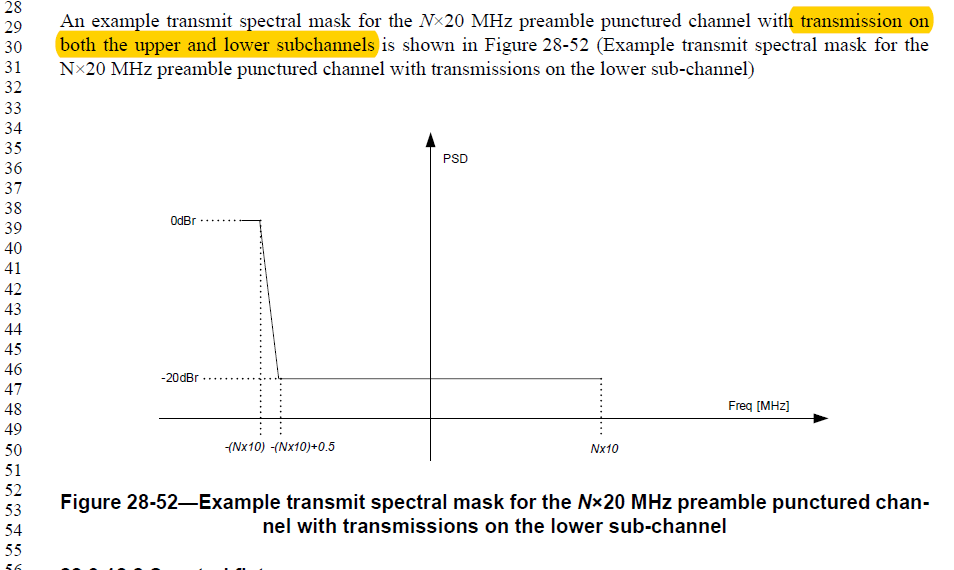 28
29
30
31
32
33
34
35
36
37
38
39
40
41
42
43
44
45
46
47
48
49
50
51
52
53
54
55
An example transmit spectral mask for the N×20 MHz preamble punctured channel with transmission on
both the upper and lower subchannels is shown in Figure 28-52 (Example transmit spectral mask for the
N×20 MHz preamble punctured channel with transmissions on the lower sub-channel)
PSD
0dBr
-20dBr
Freq [MHz]
-(Nx10) -(Nx10)+0.5
Nx10
Figure 28-52—Example transmit spectral mask for the N×20 MHz preamble punctured chan-
nel with transmissions on the lower sub-channel